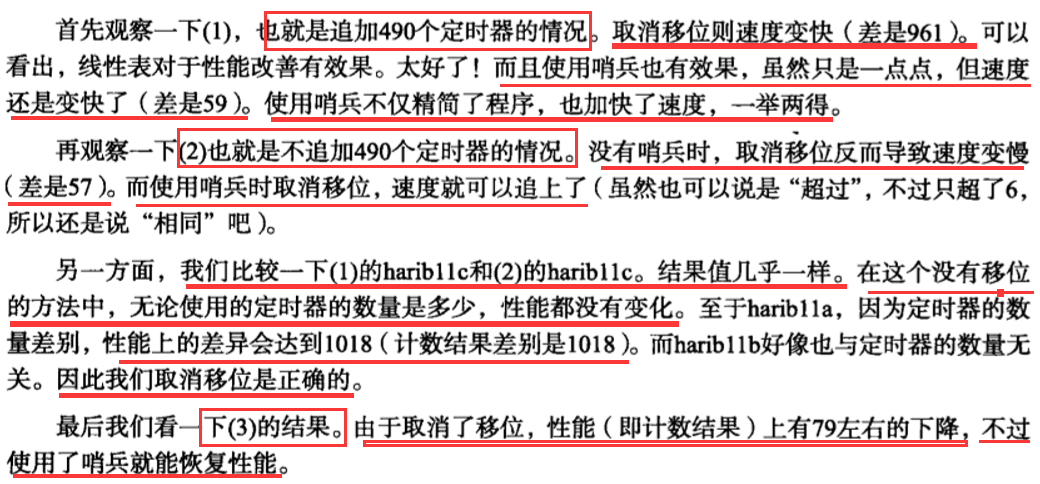 首先观察一下(1)，也就是追加490个定时器的情况。取消移位则速度变快（差是961）。可以
看出，线性表对于性能改善有效果。太好了！而且使用哨兵也有效果，虽然只是一点点，但速度
还是变快了（差是59）。使用哨兵不仅精简了程序，也加快了速度，一举两得。
再观察一下(2)也就是不追加490个定时器的情况。没有哨兵时，取消移位反而导致速度变慢
（差是57）。而使用哨兵时取消移位，速度就可以追上了（虽然也可以说是“超过”，不过只超了6，
所以还是说“相同”吧）。
另一方面，我们比较一下(1)的harib11c和(2)的harib11c。结果值几乎一样。在这个没有移位
的方法中，无论使用的定时器的数量是多少，性能都没有变化。至于harib11a，因为定时器的数
量差别，性能上的差异会达到1018（计数结果差别是1018）。而harib11b好像也与定时器的数量无
关。因此我们取消移位是正确的。
最后我们看一下(3)的结果。由于取消了移位，性能（即计数结果）上有79左右的下降，不过
使用了哨兵就能恢复性能。